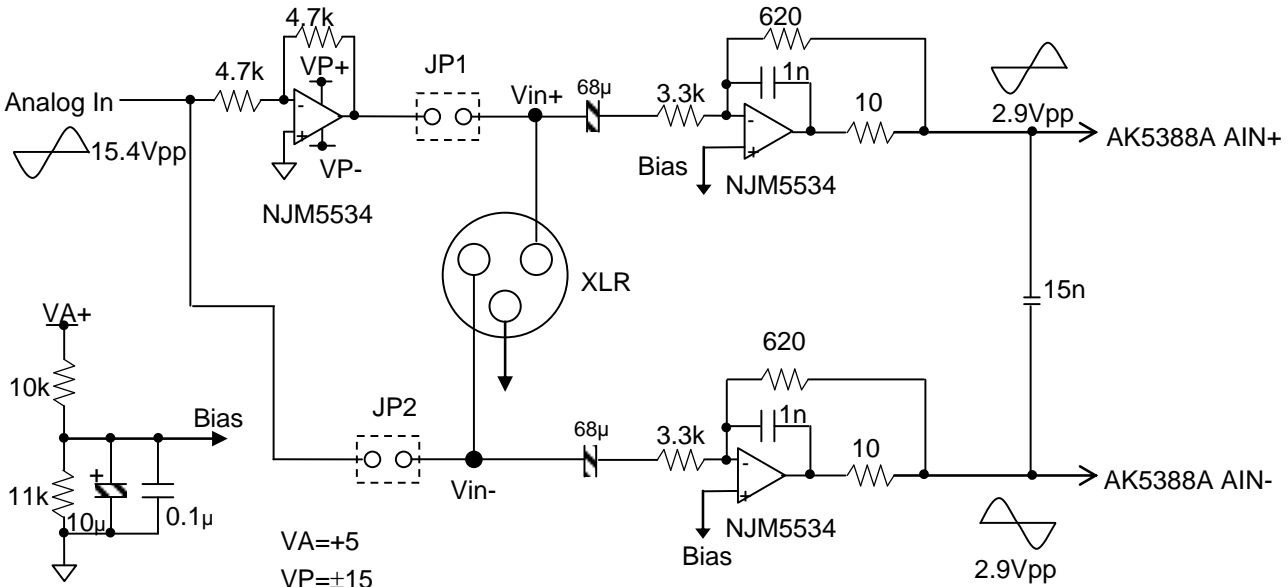 4.7k
620
VP+
JP1
4.7k
1n
68µ
3.3k
Vin+
10
2.9Vpp
Analog In
15.4Vpp
AK5388A AIN+
Bias
VP-
NJM5534
NJM5534
XLR
15n
VA+
620
10k
JP2
Bias
1n
68µ
3.3k
10
11k
10µ
0.1µ
+
Vin-
AK5388A AIN-
NJM5534
VA=+5
Bias
2.9Vpp
VP=±15